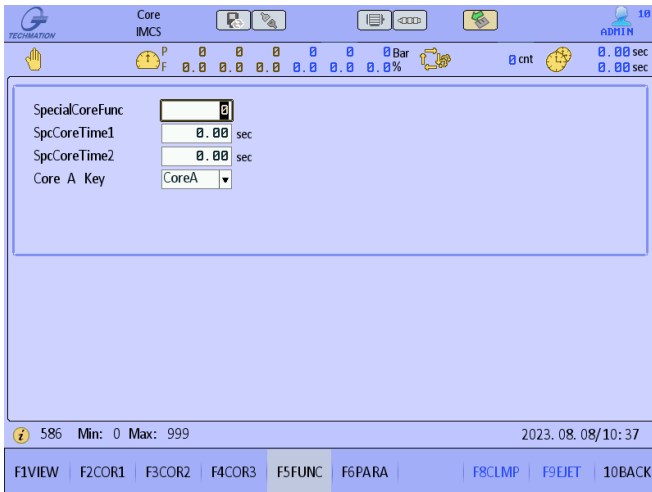 Core
IMCS
TECHMATION
10
ADMIN
P 0 0 0 0 0 0 Bar
F 0.0 0.0 0.0 0.0 0.0 0.0 %
0 cnt
0.00 sec
0.00 sec
SpecialCoreFunc 0
SpcCoreTime1 0.00 sec
SpcCoreTime2 0.00 sec
Core A Key CoreA
i 586 Min: 0 Max: 999 2023. 08. 08/10: 37
F1VIEW F2COR1 F3COR2 F4COR3 F5FUNC F6PARA F8CLMP F9EJET 10BACK